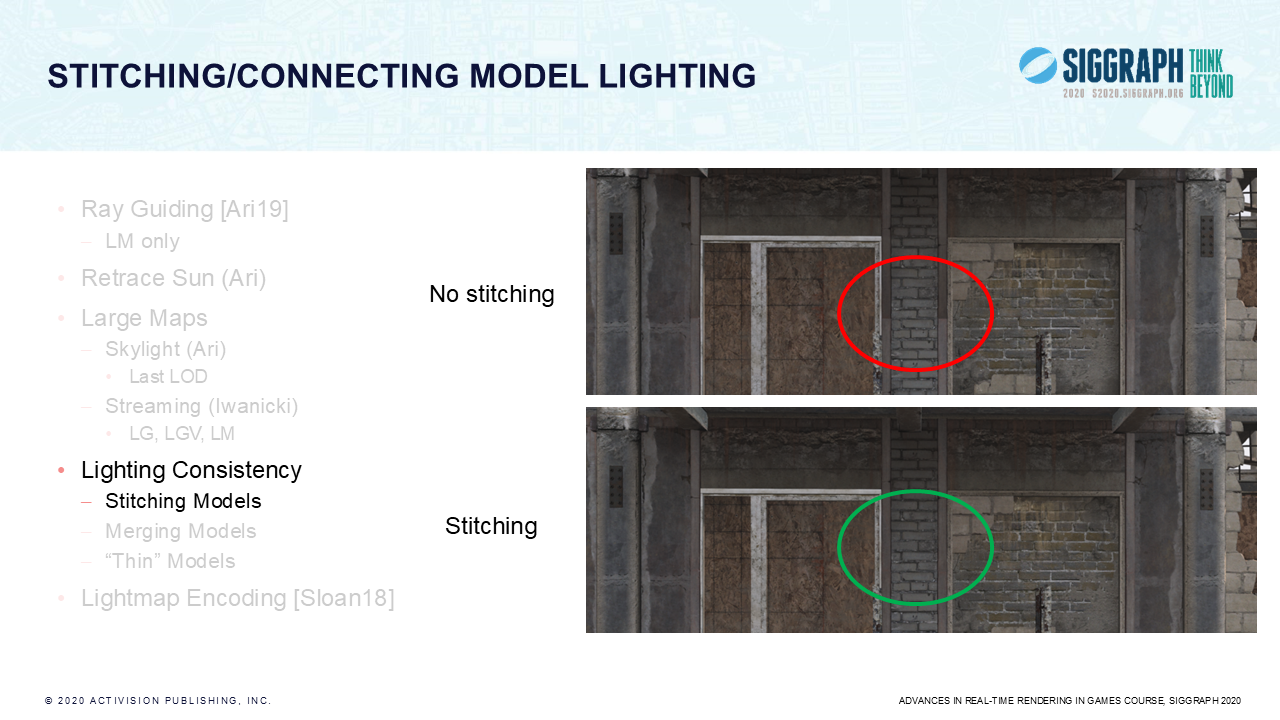 STITCHING/CONNECTING MODEL LIGHTING
SIGGRAPH
THINK
BEYOND
2020 S2020.SIGGRAPH.ORG
• Ray Guiding [Ari19]
– LM only
• Retrace Sun (Ari)
• Large Maps
– Skylight (Ari)
• Last LOD
– Streaming (Iwanicki)
• LG, LGV, LM
• Lighting Consistency
– Stitching Models
– Merging Models
– “Thin” Models
• Lightmap Encoding [Sloan18]
No stitching
Stitching
© 2020 ACTIVISION PUBLISHING, INC.
ADVANCES IN REAL-TIME RENDERING IN GAMES COURSE, SIGGRAPH 2020